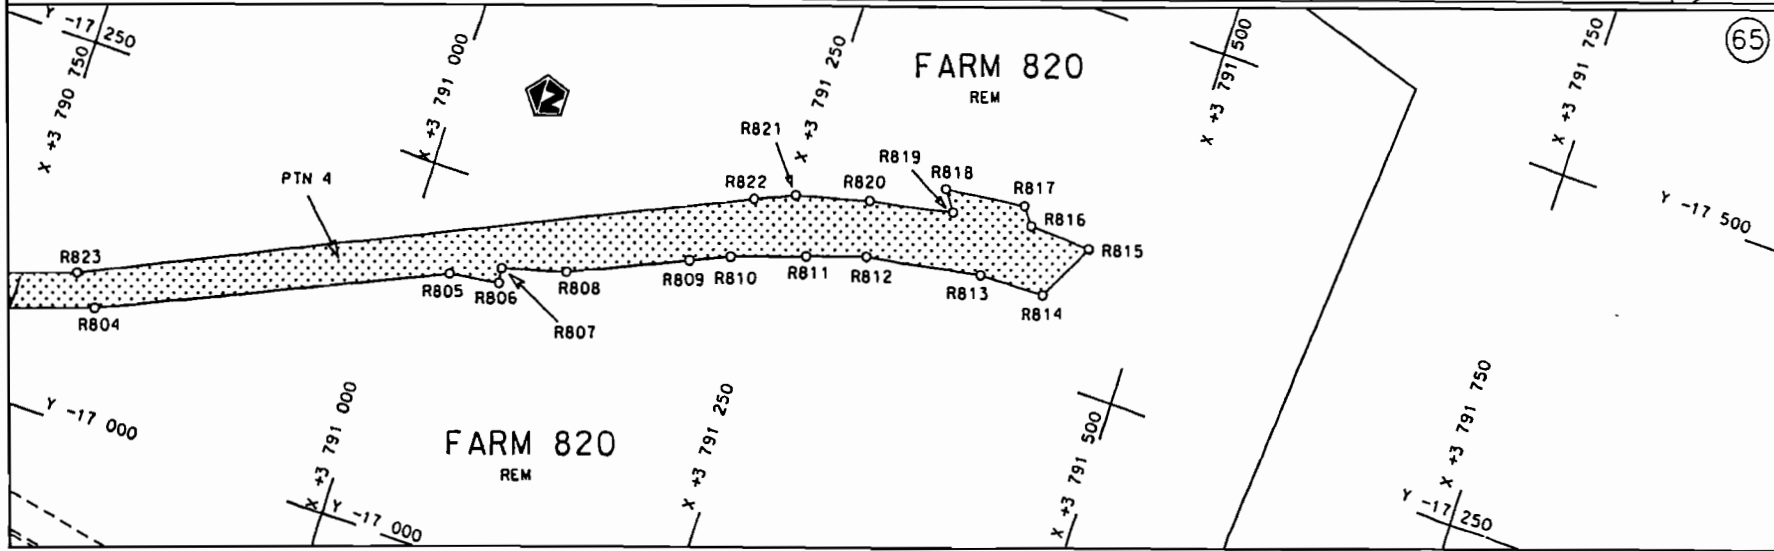 Y -17 250
X +3 790 750
X +3 791 000
X +3 791 250
FARM 820
REM
X +3 791 500
X +3 791 750
65
N
PTN 4
R821
R822
R820
R819
R818
R817
R816
R815
Y -17 500
R823
R804
R805
R806
R807
R808
R809
R810
R811
R812
R813
R814
Y -17 000
X +3 791 000
Y -17 000
FARM 820
REM
X +3 791 250
X +3 791 500
X +3 791 750
Y -17 250